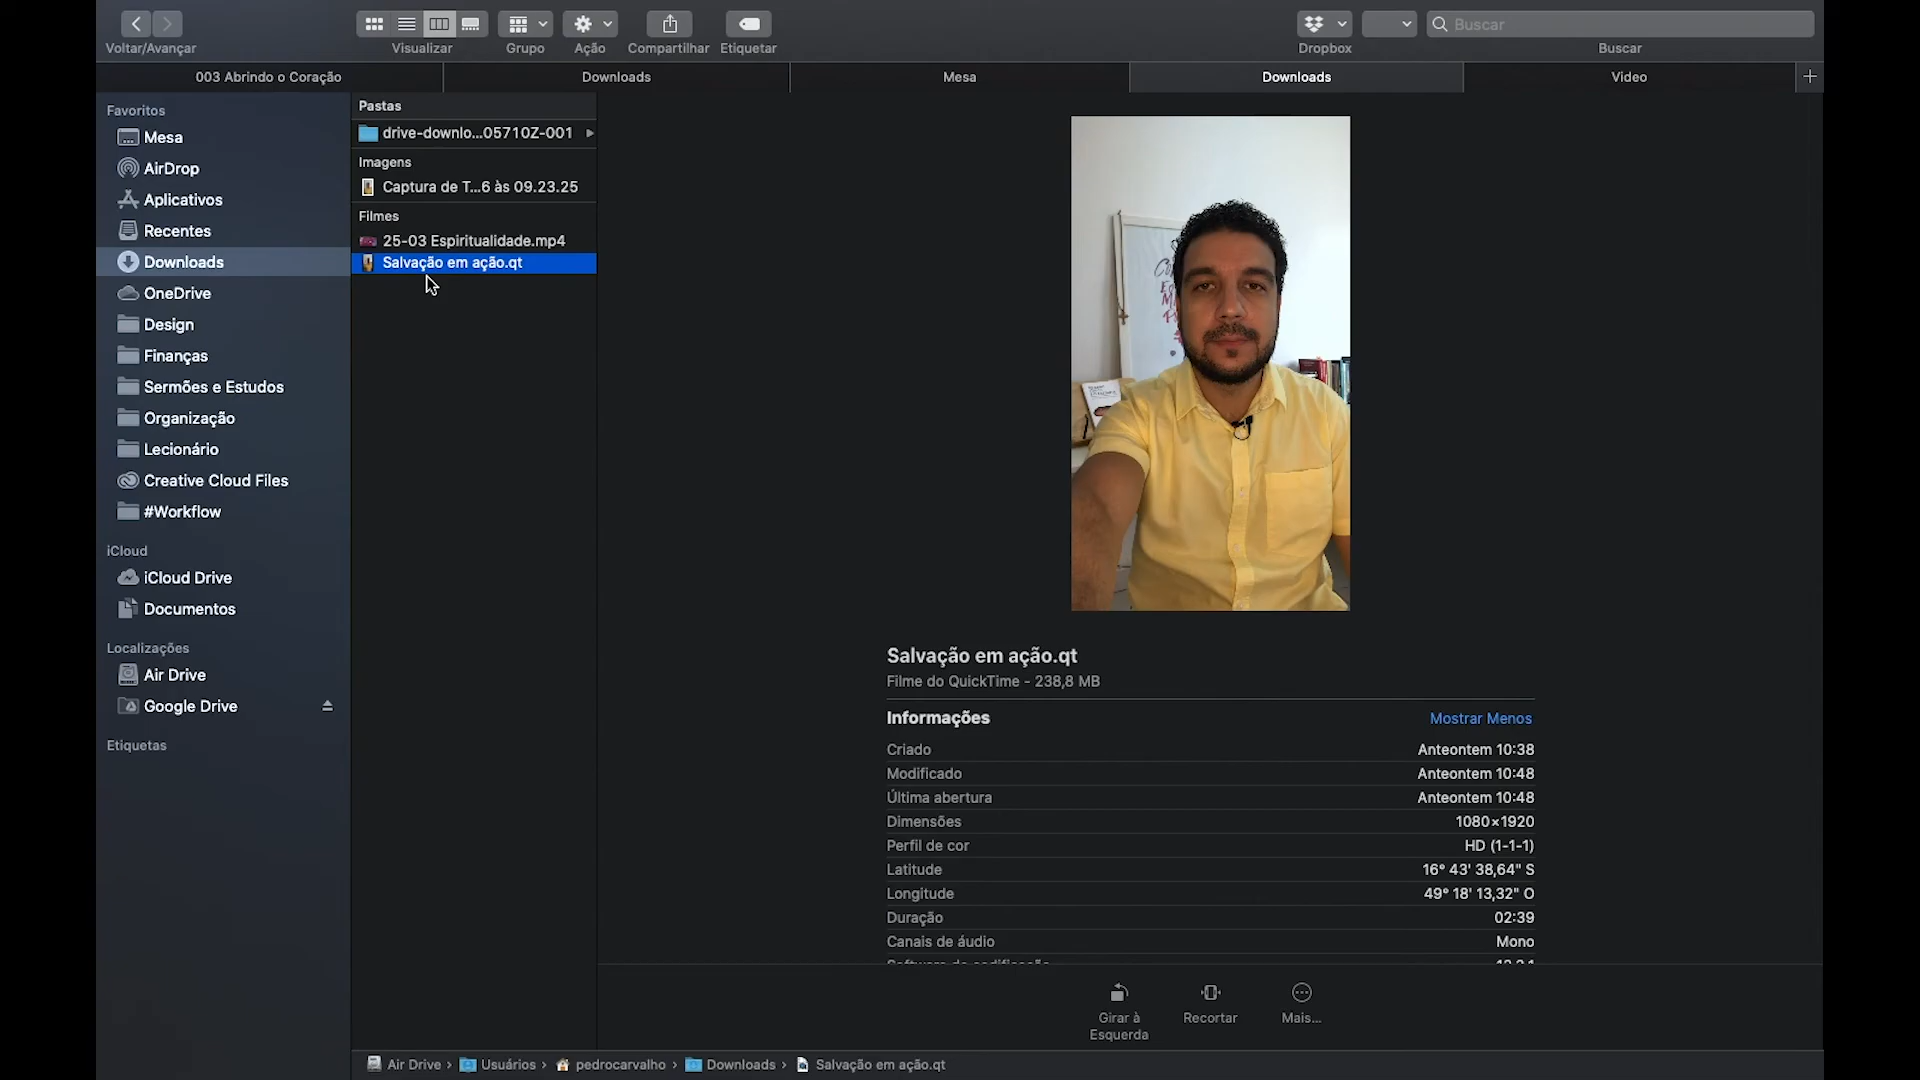 Voltar/Avançar
Visualizar
Grupo
Ação
Compartilhar
Etiquetar
Dropbox
Buscar
Buscar
003 Abrindo o Coração
Downloads
Mesa
Downloads
Video
Favoritos
Mesa
AirDrop
Aplicativos
Recentes
Downloads
OneDrive
Design
Finanças
Sermões e Estudos
Organização
Lecionário
Creative Cloud Files
#Workflow
iCloud
iCloud Drive
Documentos
Localizações
Air Drive
Google Drive
Etiquetas
Pastas
drive-downlo...05710Z-001
Imagens
Captura de T...6 às 09.23.25
Filmes
25-03 Espiritualidade.mp4
Salvação em ação.qt
Salvação em ação.qt
Filme do QuickTime - 238,8 MB
Informações Mostrar Menos
Criado Anteontem 10:38
Modificado Anteontem 10:48
Última abertura Anteontem 10:48
Dimensões 1080×1920
Perfil de cor HD (1-1-1)
Latitude 16° 43' 38,64" S
Longitude 49° 18' 13,32" O
Duração 02:39
Canais de áudio Mono
Girar à
Esquerda
Recortar
Mais...
Air Drive › Usuários › pedrocarvalho › Downloads › Salvação em ação.qt